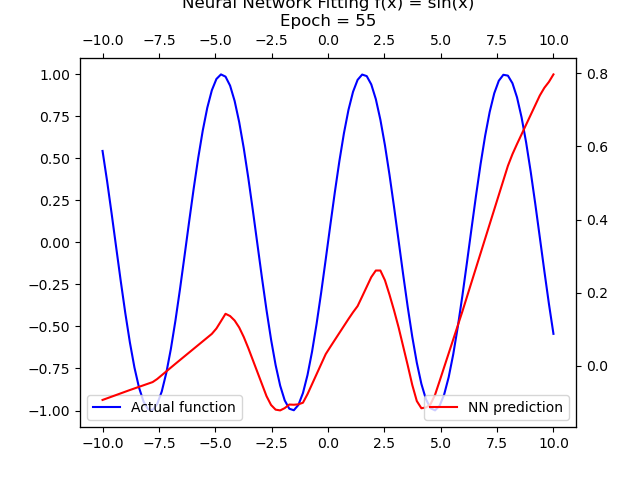 Neural Network Fitting f(x) = sin(x)
Epoch = 55
−10.0 −7.5 −5.0 −2.5 0.0 2.5 5.0 7.5 10.0
1.00
0.75
0.50
0.25
0.00
−0.25
−0.50
−0.75
−1.00
0.8
0.6
0.4
0.2
0.0
Actual function
NN prediction
−10.0 −7.5 −5.0 −2.5 0.0 2.5 5.0 7.5 10.0